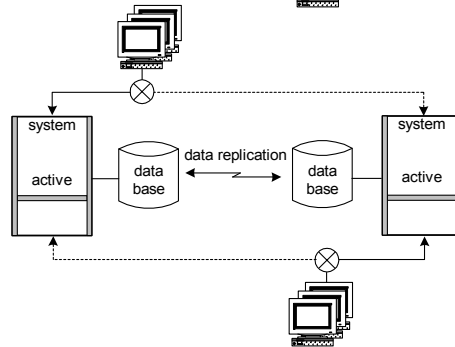 system
active
data
base
data replication
data
base
system
active